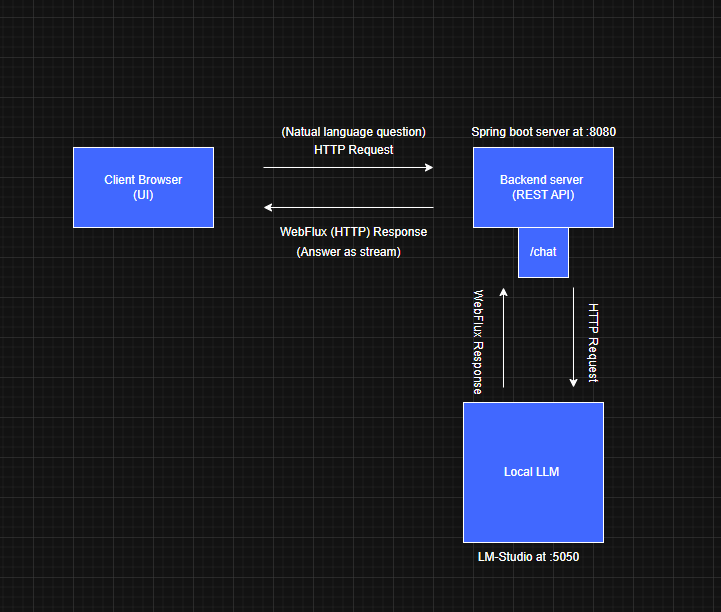 (Natual language question)
HTTP Request
Spring boot server at :8080
Client Browser
(UI)
Backend server
(REST API)
WebFlux (HTTP) Response
(Answer as stream)
/chat
WebFlux Response
HTTP Request
Local LLM
LM-Studio at :5050